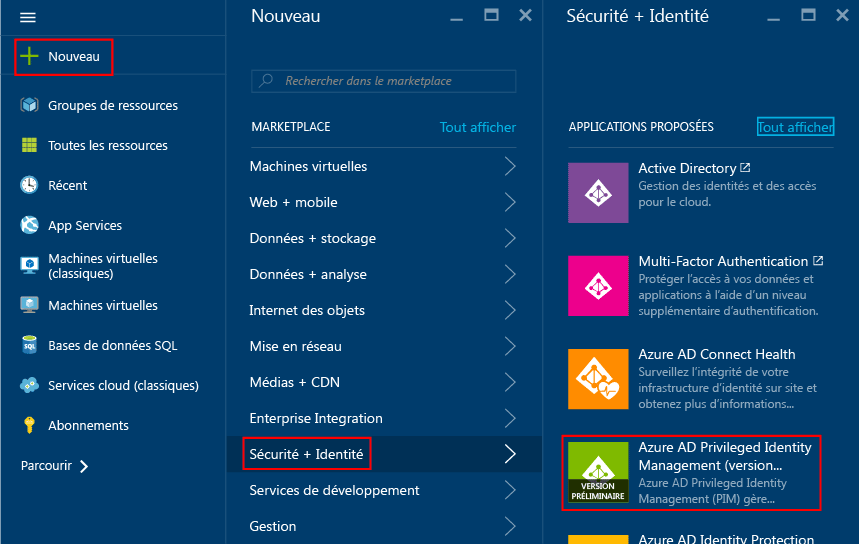 Nouveau
Groupes de ressources
Toutes les ressources
Récent
App Services
Machines virtuelles
(classiques)
Machines virtuelles
SQL
Bases de données SQL
Services cloud (classiques)
Abonnements
Parcourir
Nouveau
Rechercher dans le marketplace
MARKETPLACE
Tout afficher
Machines virtuelles
Web + mobile
Données + stockage
Données + analyse
Internet des objets
Mise en réseau
Médias + CDN
Enterprise Integration
Sécurité + Identité
Services de développement
Gestion
Sécurité + Identité
APPLICATIONS PROPOSÉES
Tout afficher
Active Directory
Gestion des identités et des accès
pour le cloud.
Multi-Factor Authentication
Protéger l'accès à vos données et
applications à l'aide d'un niveau
supplémentaire d'authentification.
Azure AD Connect Health
Surveillez l'intégrité de votre
infrastructure d'identité sur site et
obtenez plus d'informations...
VERSION
PRÉLIMINAIRE
Azure AD Privileged Identity
Management (version...
Azure AD Privileged Identity
Management (PIM) gère...
Azure AD Identity Protection